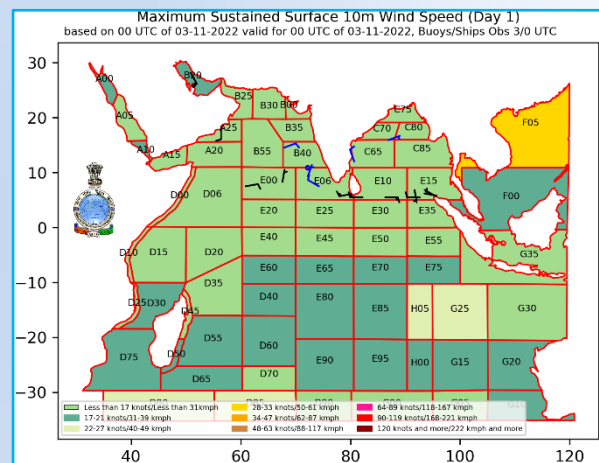 Maximum Sustained Surface 10m Wind Speed (Day 1)
based on 00 UTC of 03-11-2022 valid for 00 UTC of 03-11-2022, Buoys/Ships Obs 3/0 UTC
30
20
10
0
−10
−20
−30
A00
B20
A05
B25
B30
B0
C75
F05
A25
B35
C70
C80
A10
A15
A20
B55
B40
C65
C85
D00
D06
E00
E06
E10
E15
F00
E20
E25
E30
E35
D10
D15
D20
E40
E45
E50
E55
G35
E60
E65
E70
E75
D35
D25
D30
D45
D40
E80
E85
H05
G25
G30
D75
D50
D55
D60
E90
E95
H00
G15
G20
D65
D70
Less than 17 knots/Less than 31kmph
28-33 knots/50-61 kmph
64-89 knots/118-167 kmph
17-21 knots/31-39 kmph
34-47 knots/62-87 kmph
90-119 knots/168-221 kmph
22-27 knots/40-49 kmph
48-63 knots/88-117 kmph
120 knots and more/222 kmph and more
40
60
80
100
120